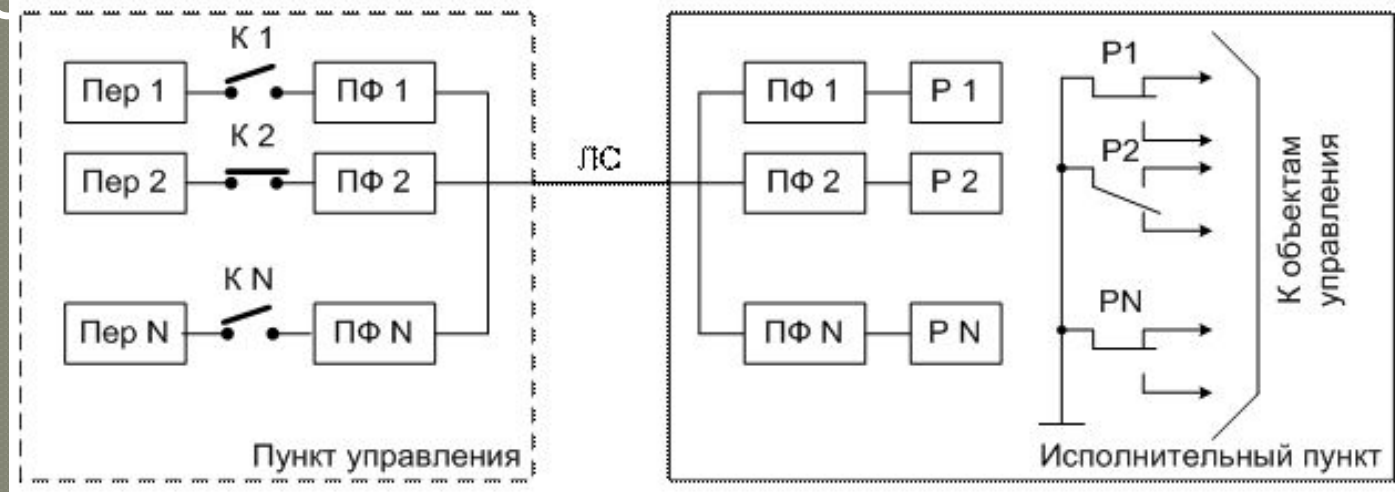 К 1
Пер 1
ПФ 1
К 2
Пер 2
ПФ 2
К N
Пер N
ПФ N
Пункт управления
ЛС
ПФ 1
Р 1
ПФ 2
Р 2
ПФ N
Р N
Р1
Р2
РN
К объектам
управления
Исполнительный пункт